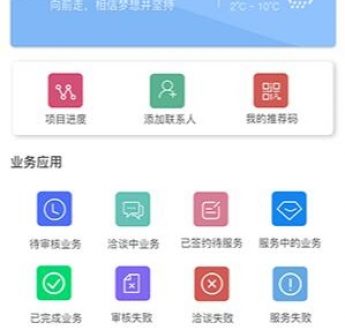 向前走、相信梦想并坚持
2℃ - 10℃
项目进度
添加联系人
我的推荐码
业务应用
待审核业务
洽谈中业务
已签约待服务
服务中的业务
已完成业务
审核失败
洽谈失败
服务失败